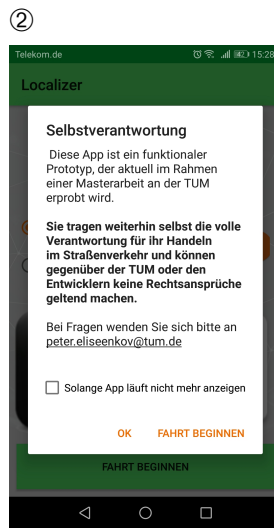 ②
Telekom.de 42 15:28
Localizer
Selbstverantwortung
Diese App ist ein funktionaler
Prototyp, der aktuell im Rahmen
einer Masterarbeit an der TUM
erprobt wird.
Sie tragen weiterhin selbst die volle
Verantwortung für ihr Handeln
im Straßenverkehr und können
gegenüber der TUM oder den
Entwicklern keine Rechtsansprüche
geltend machen.
Bei Fragen wenden Sie sich bitte an
peter.eliseenkov@tum.de
Solange App läuft nicht mehr anzeigen
OK FAHRT BEGINNEN
FAHRT BEGINNEN